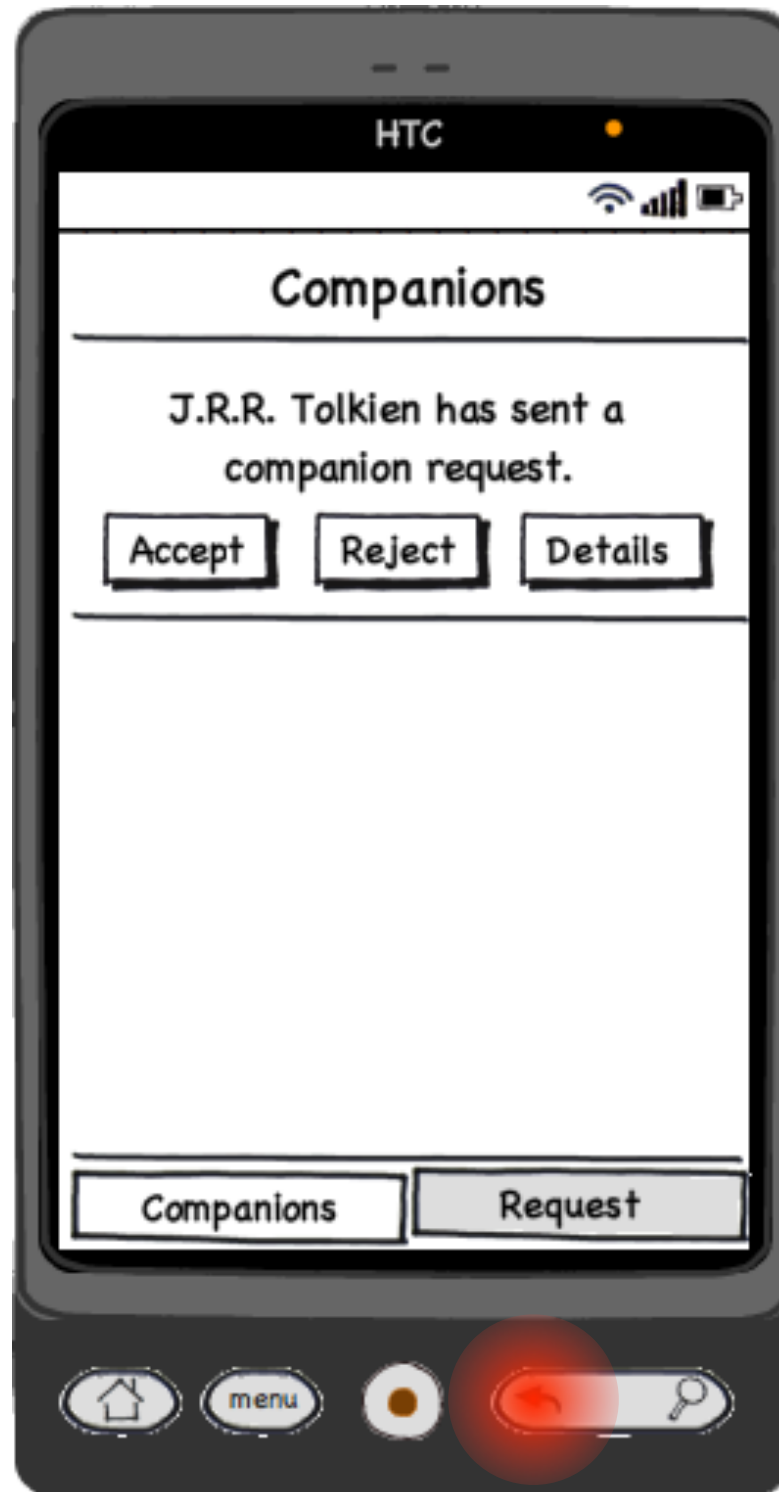 HTC
Companions
J.R.R. Tolkien has sent a
companion request.
Accept Reject Details
Companions Request
menu